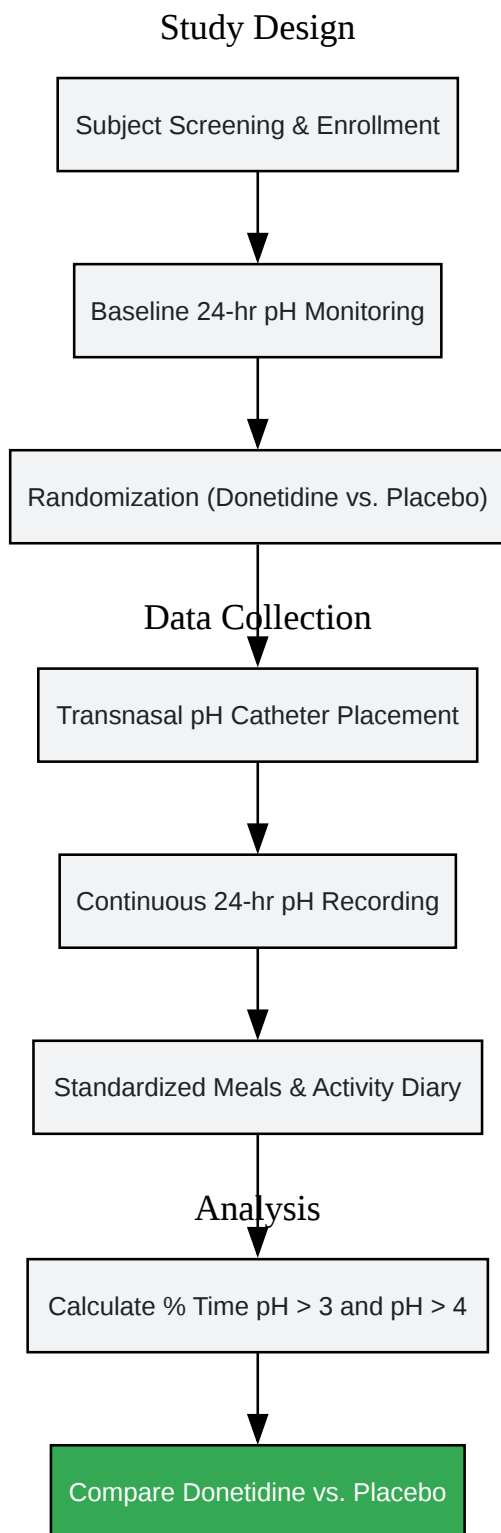 Study Design
Subject Screening & Enrollment
Baseline 24-hr pH Monitoring
Randomization (Donetidine vs. Placebo)
Data Collection
Transnasal pH Catheter Placement
Continuous 24-hr pH Recording
Standardized Meals & Activity Diary
Analysis
Calculate % Time pH > 3 and pH > 4
Compare Donetidine vs. Placebo